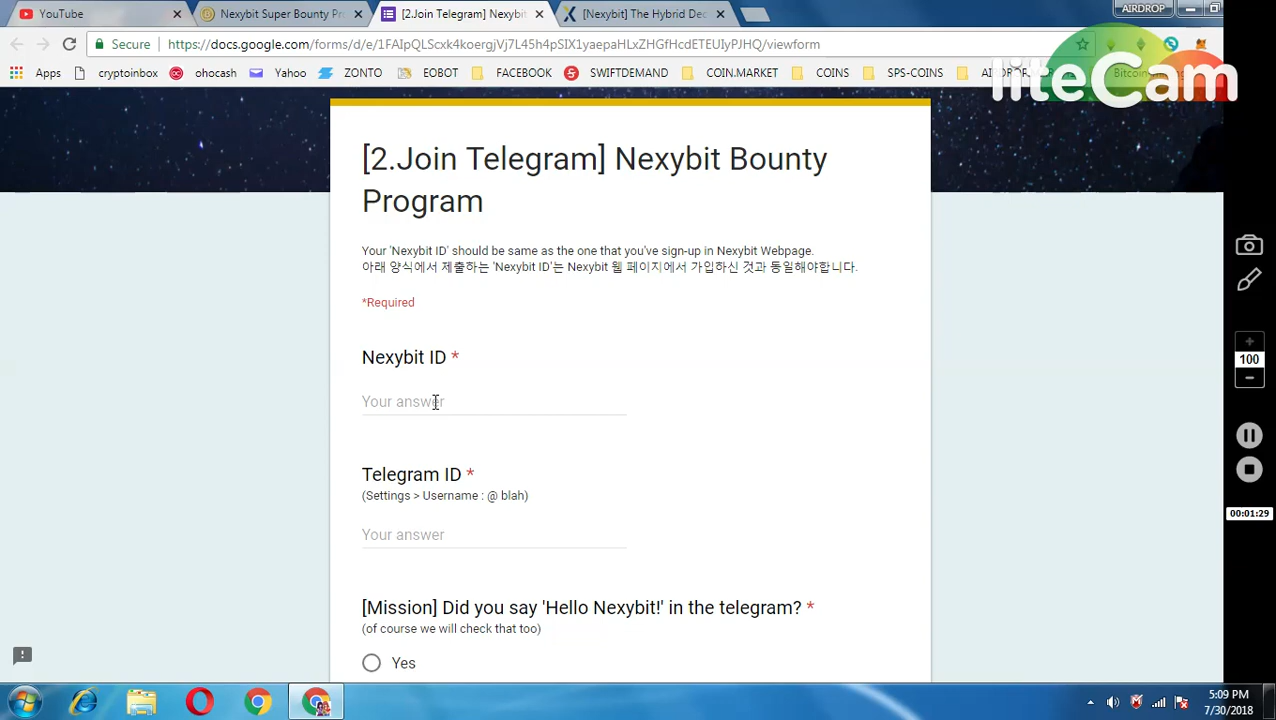 YouTube
Nexybit Super Bounty Pr
[2.Join Telegram] Nexybit
[Nexybit] The Hybrid Dec
AIRDROP
Secure
https://docs.google.com/forms/d/e/
/viewform
Apps
cryptoinbox
ohocash
Yahoo
EOBOT
FACEBOOK
SWIFTDEMAND
COIN.MARKET
COINS
SPS-COINS
liteCam
[2.Join Telegram] Nexybit Bounty
Program
Your 'Nexybit ID' should be same as the one that you've sign-up in Nexybit Webpage.
아래 양식에서 제출하는 'Nexybit ID'는 Nexybit 웹 페이지에서 가입하신 것과 동일해야합니다.
*Required
Nexybit ID *
Your answer
Telegram ID *
(Settings > Username : @ blah)
Your answer
[Mission] Did you say 'Hello Nexybit!' in the telegram? *
(of course we will check that too)
Yes
100
00:01:29
5:09 PM
7/30/2018